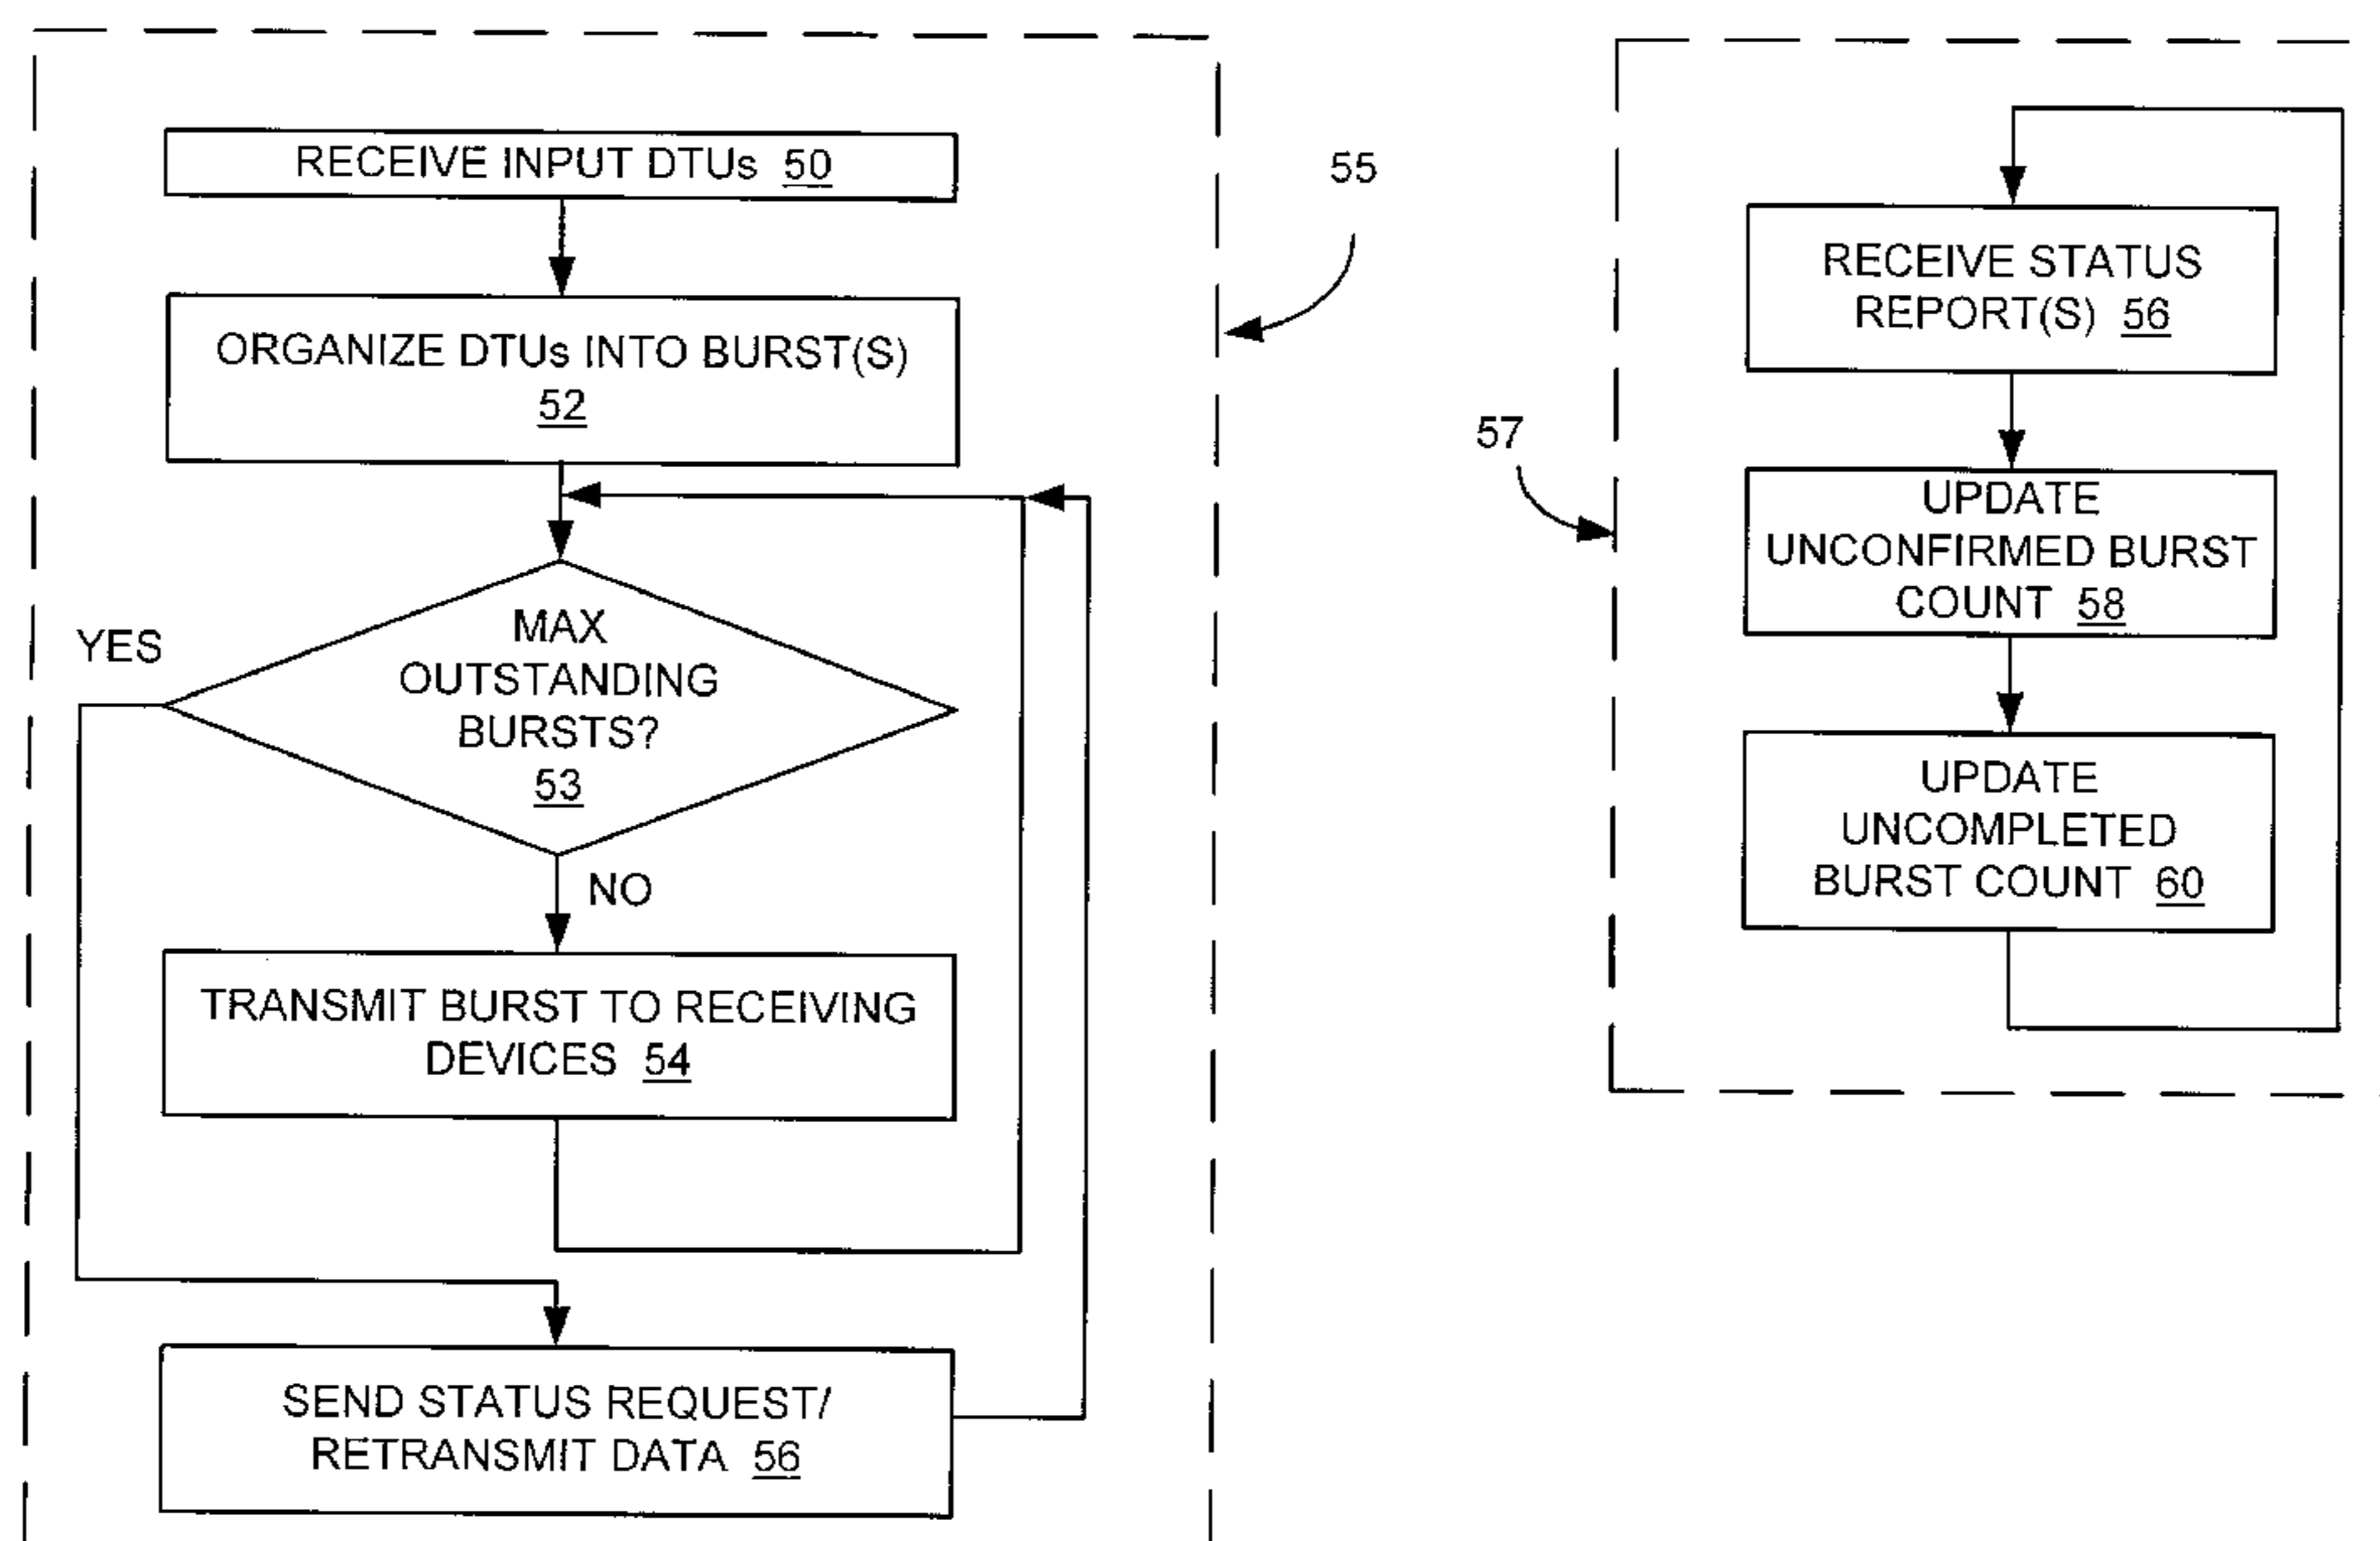 RECEIVE INPUT DTUs 50
ORGANIZE DTUs INTO BURST(S)
52
MAX
OUTSTANDING
BURSTS?
53
YES
NO
TRANSMIT BURST TO RECEIVING
DEVICES 54
SEND STATUS REQUEST/
RETRANSMIT DATA 56
55
57
RECEIVE STATUS
REPORT(S) 56
UPDATE
UNCONFIRMED BURST
COUNT 58
UPDATE
UNCOMPLETED
BURST COUNT 60